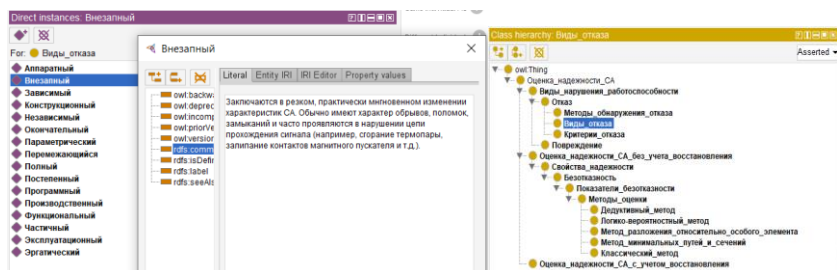 Direct instances: Внезапный
For: Виды_отказа
Аппаратный
Внезапный
Зависимый
Конструкционный
Независимый
Окончательный
Параметрический
Перемежающийся
Полный
Постепенный
Программный
Производственный
Функциональный
Частичный
Эксплуатационный
Эргатический
Внезапный
owl:backwa
owl:deprec
owl:incomp
owl:priorVe
owl:version
rdfs:comm
rdfs:isDefin
rdfs:label
rdfs:seeAls
Literal Entity IRI IRI Editor Property values
Заключаются в резком, практически мгновенном изменении
характеристик СА. Обычно имеют характер обрывов, поломок,
замыканий и часто проявляются в нарушении цепи
прохождения сигнала (например, сгорание термопары,
залипание контактов магнитного пускателя и т.д.).
Class hierarchy: Виды_отказа
Asserted
owl:Thing
Оценка_надежности_СА
Виды_нарушения_работоспособности
Отказ
Методы_обнаружения_отказа
Виды_отказа
Критерии_отказа
Повреждение
Оценка_надежности_СА_без_учета_восстановления
Свойства_надежности
Безотказность
Показатели_безотказности
Методы_оценки
Дедуктивный_метод
Логико-вероятностный_метод
Метод_разложения_относительно_особого_элемента
Метод_минимальных_путей_и_сечений
Классический_метод
Оценка_надежности_СА_с_учетом_восстановления